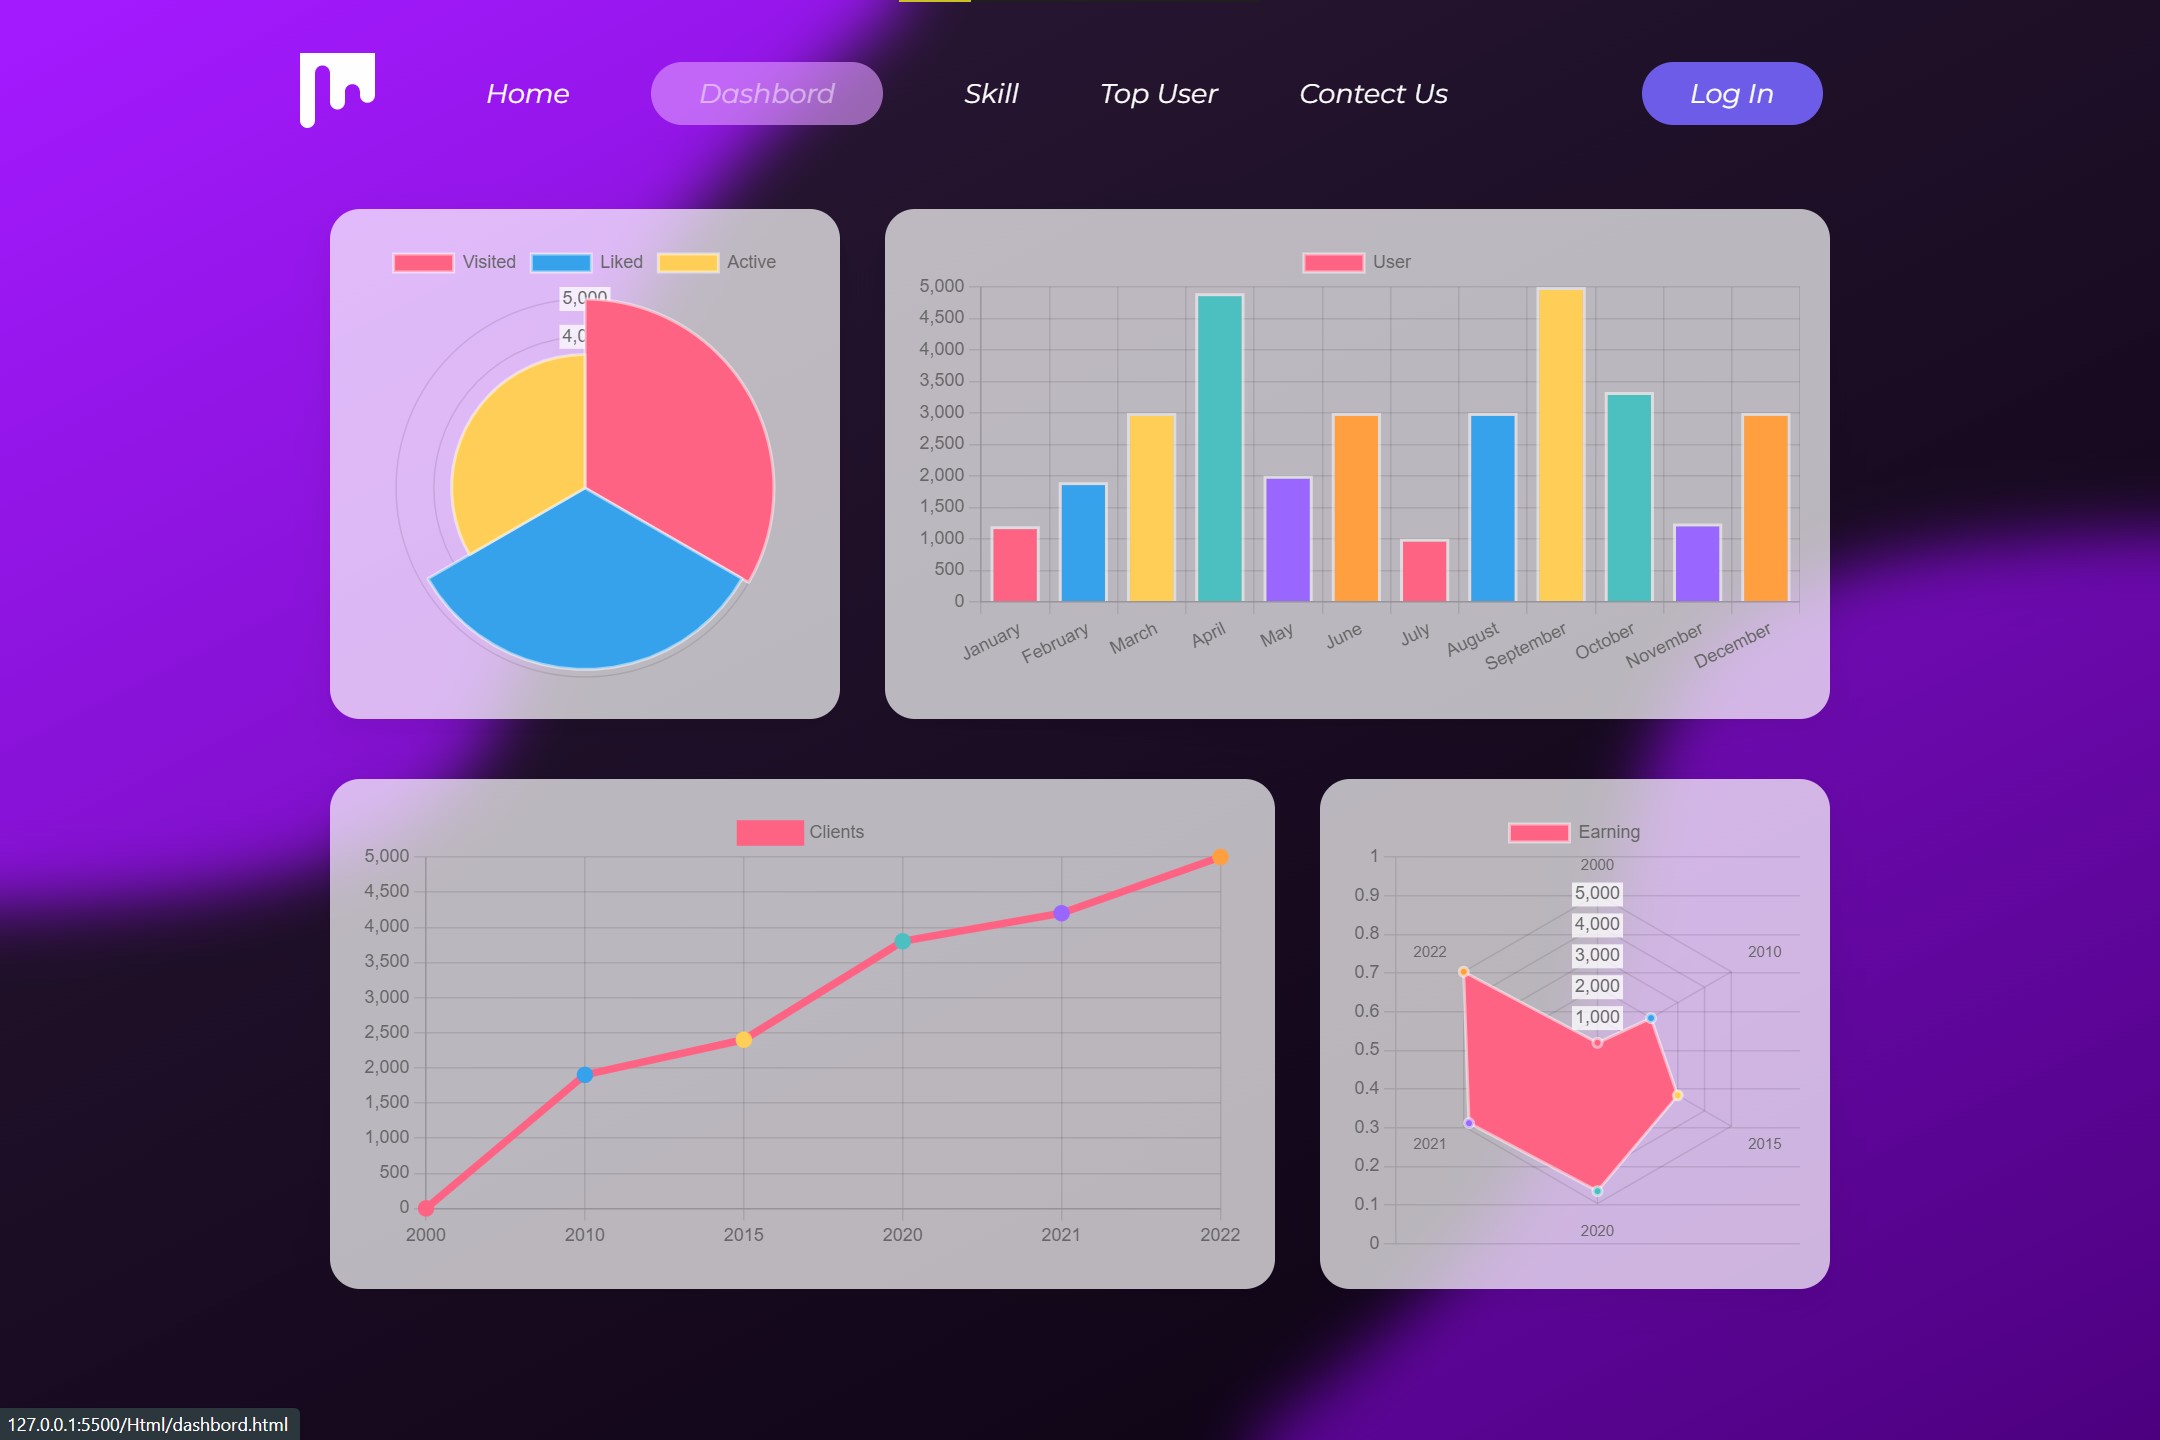 Home
Dashbord
Skill
Top User
Contect Us
Log In
Visited
Liked
Active
5,000
4,0
User
5,000
4,500
4,000
3,500
3,000
2,500
2,000
1,500
1,000
500
0
January
February
March
April
May
June
July
August
September
October
November
December
Clients
5,000
4,500
4,000
3,500
3,000
2,500
2,000
1,500
1,000
500
0
2000
2010
2015
2020
2021
2022
Earning
1
0.9
0.8
0.7
0.6
0.5
0.4
0.3
0.2
0.1
0
2000
5,000
4,000
3,000
2,000
1,000
2022
2010
2021
2015
2020
127.0.0.1:5500/Html/dashbord.html